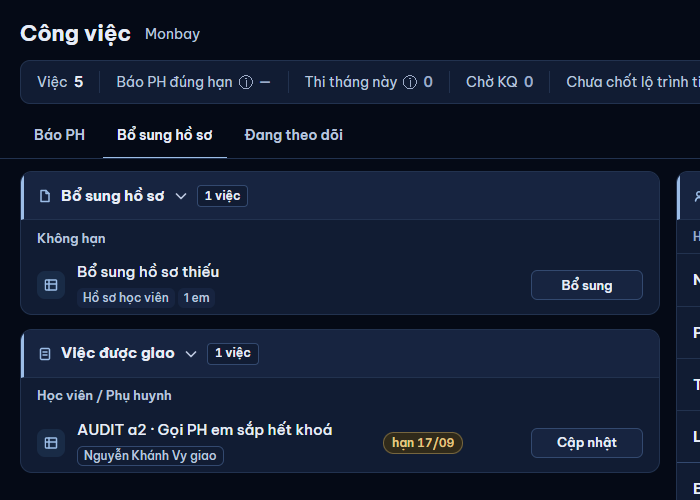 Công việc Monbay
Việc 5 Báo PH đúng hạn ⓘ — Thi tháng này ⓘ 0 Chờ KQ 0 Chưa chốt lộ trình
Báo PH Bổ sung hồ sơ Đang theo dõi
Bổ sung hồ sơ 1 việc
Không hạn
Bổ sung hồ sơ thiếu
Hồ sơ học viên 1 em
Bổ sung
Việc được giao 1 việc
Học viên / Phụ huynh
AUDIT a2 · Gọi PH em sắp hết khoá
Nguyễn Khánh Vy giao
hạn 17/09
Cập nhật